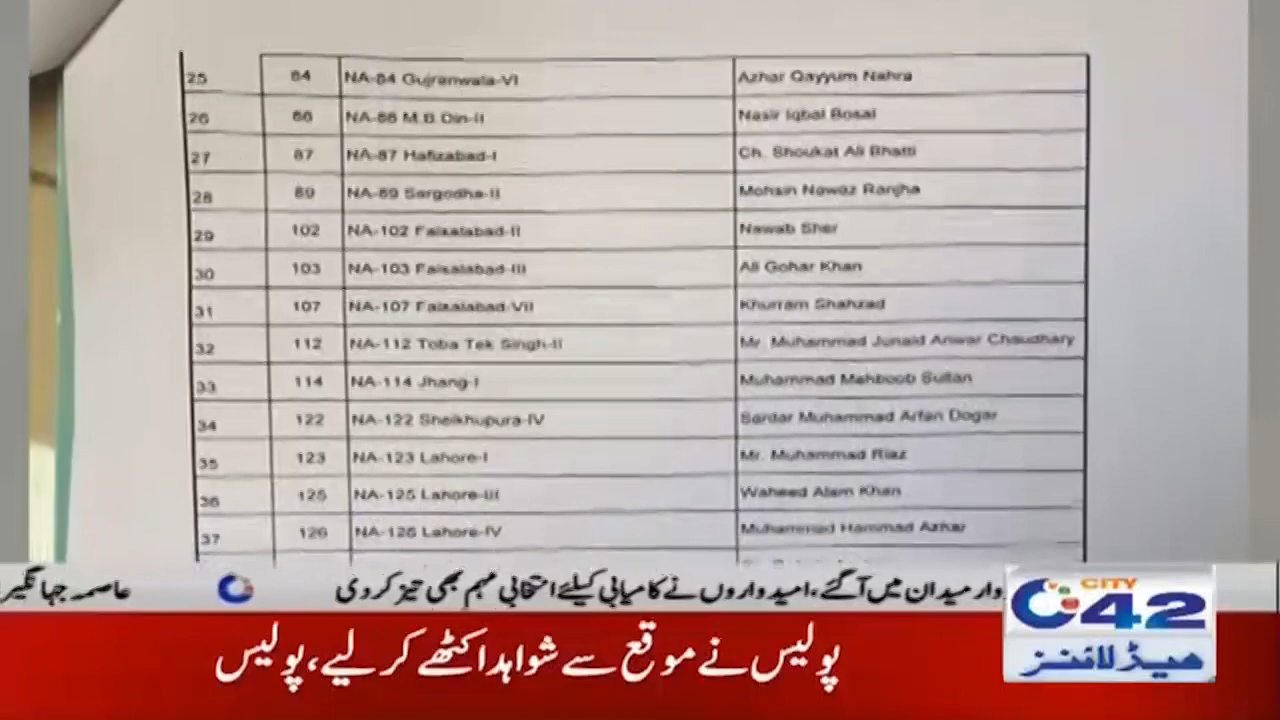 25 84 NA-84 Gujranwala-VI Azhar Qayyum Nahra
26 86 NA-86 M.B.Din-II Nasir Iqbal Bosal
27 87 NA-87 Hafizabad-I Ch. Shoukat Ali Bhatti
28 89 NA-89 Sargodha-II Mohsin Nawaz Ranjha
29 102 NA-102 Faisalabad-II Nawab Sher
30 103 NA-103 Faisalabad-III Ali Gohar Khan
31 107 NA-107 Faisalabad-VII Khurram Shahzad
32 112 NA-112 Toba Tek Singh-II Mr. Muhammad Junaid Anwar Chaudhary
33 114 NA-114 Jhang-I Muhammad Mehboob Sultan
34 122 NA-122 Sheikhupura-IV Sardar Muhammad Arfan Dogar
35 123 NA-123 Lahore-I Mr. Muhammad Riaz
36 125 NA-125 Lahore-III Waheed Alam Khan
37 126 NA-126 Lahore-IV Muhammad Hammad Azhar
وار میدان میں آگئے، امیدواروں نے کامیابی کیلئے انتخابی مہم بھی تیز کردی عاصمہ جہانگیر
CITY
42
ہیڈلائنز
پولیس نے موقع سے شواہد اکٹھے کر لیے، پولیس